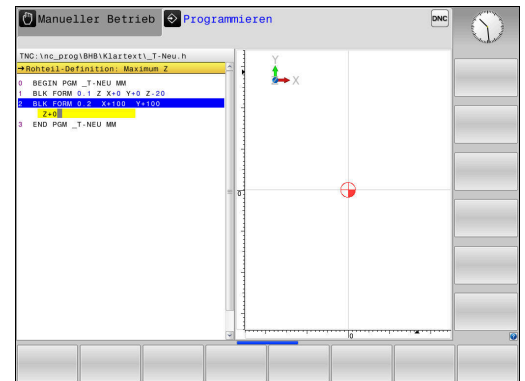 Manueller Betrieb Programmieren DNC
TNC:\nc_prog\BHB\Klartext\_T-Neu.h
→Rohteil-Definition: Maximum Z
0 BEGIN PGM _T-NEU MM
1 BLK FORM 0.1 Z X+0 Y+0 Z-20
2 BLK FORM 0.2 X+100 Y+100
Z+0
3 END PGM _T-NEU MM
Y
Z X
0
0